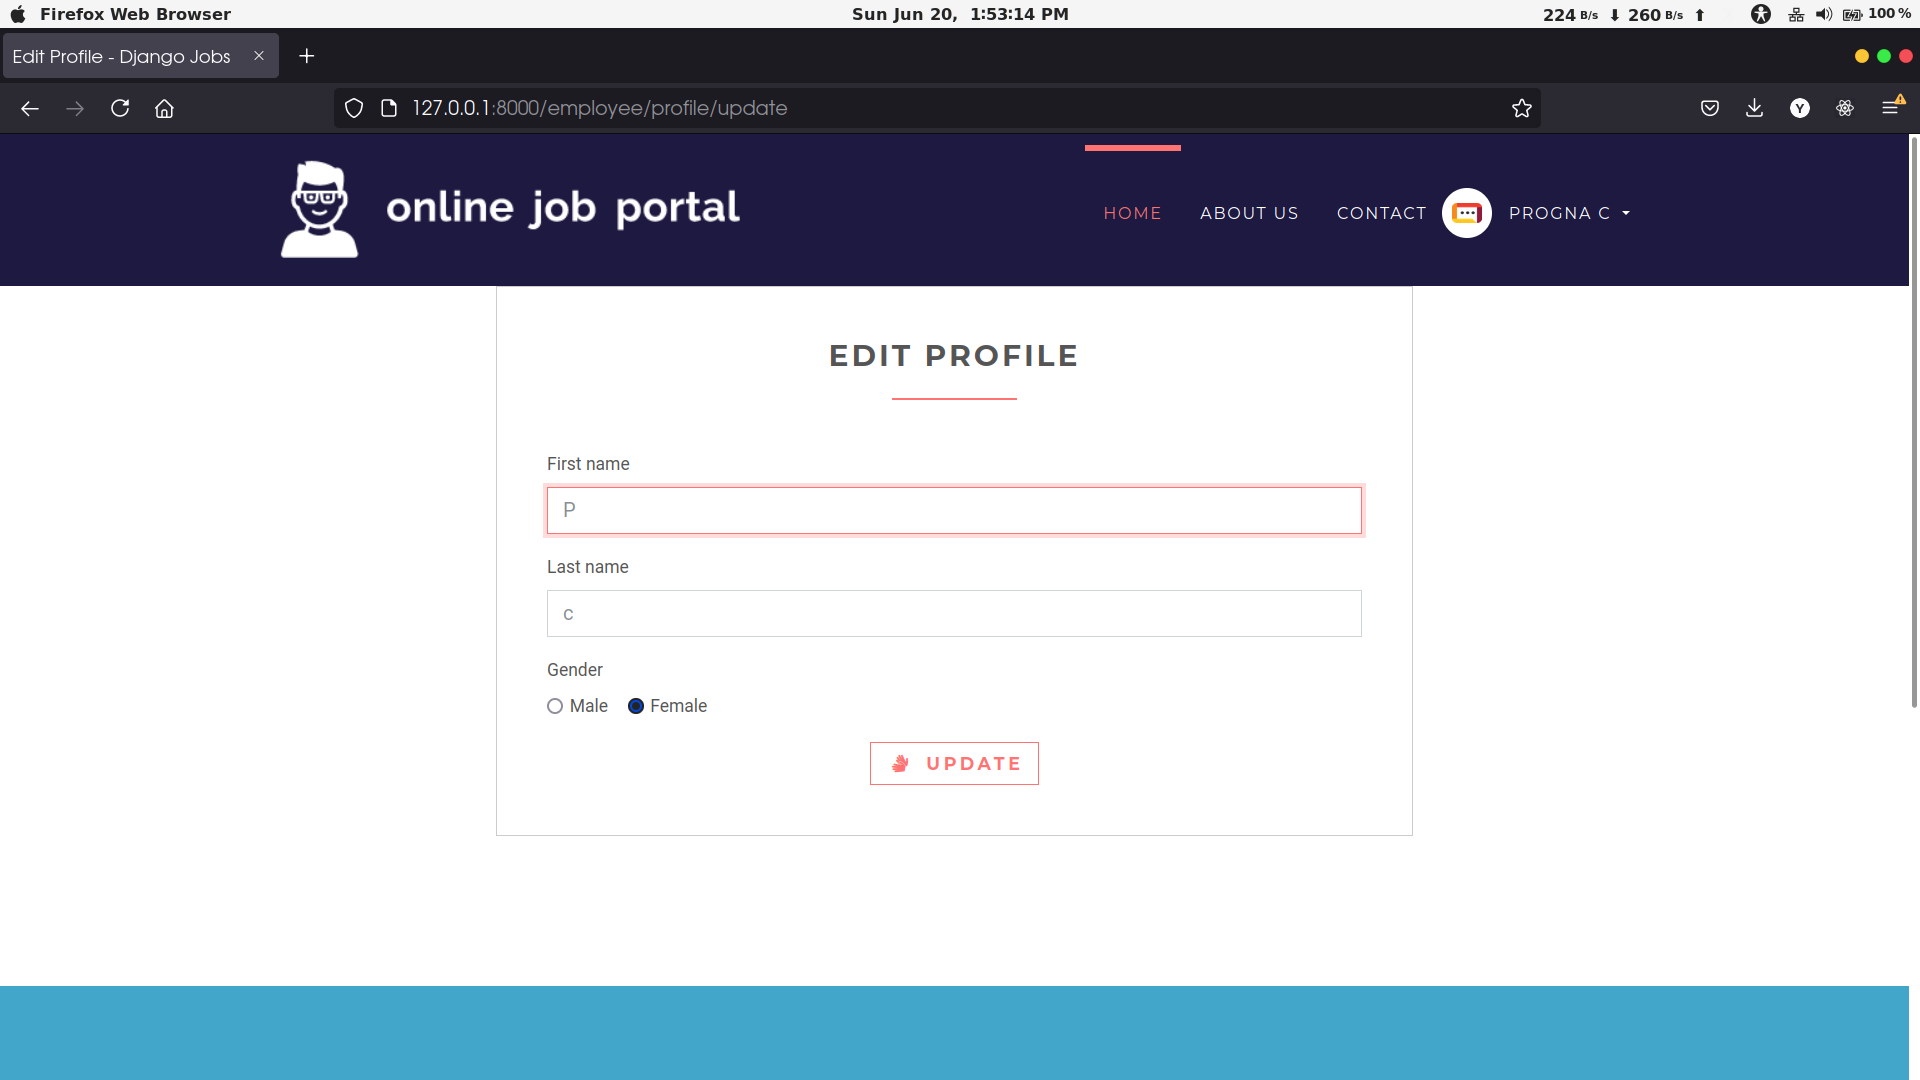 Firefox Web Browser
Sun Jun 20, 1:53:14 PM
224 B/s ⬇ 260 B/s ⬆
100 %
Edit Profile - Django Jobs
127.0.0.1:8000/employee/profile/update
Y
online job portal
HOME
ABOUT US
CONTACT
PROGNA C
EDIT PROFILE
First name
P
Last name
c
Gender
Male
Female
UPDATE